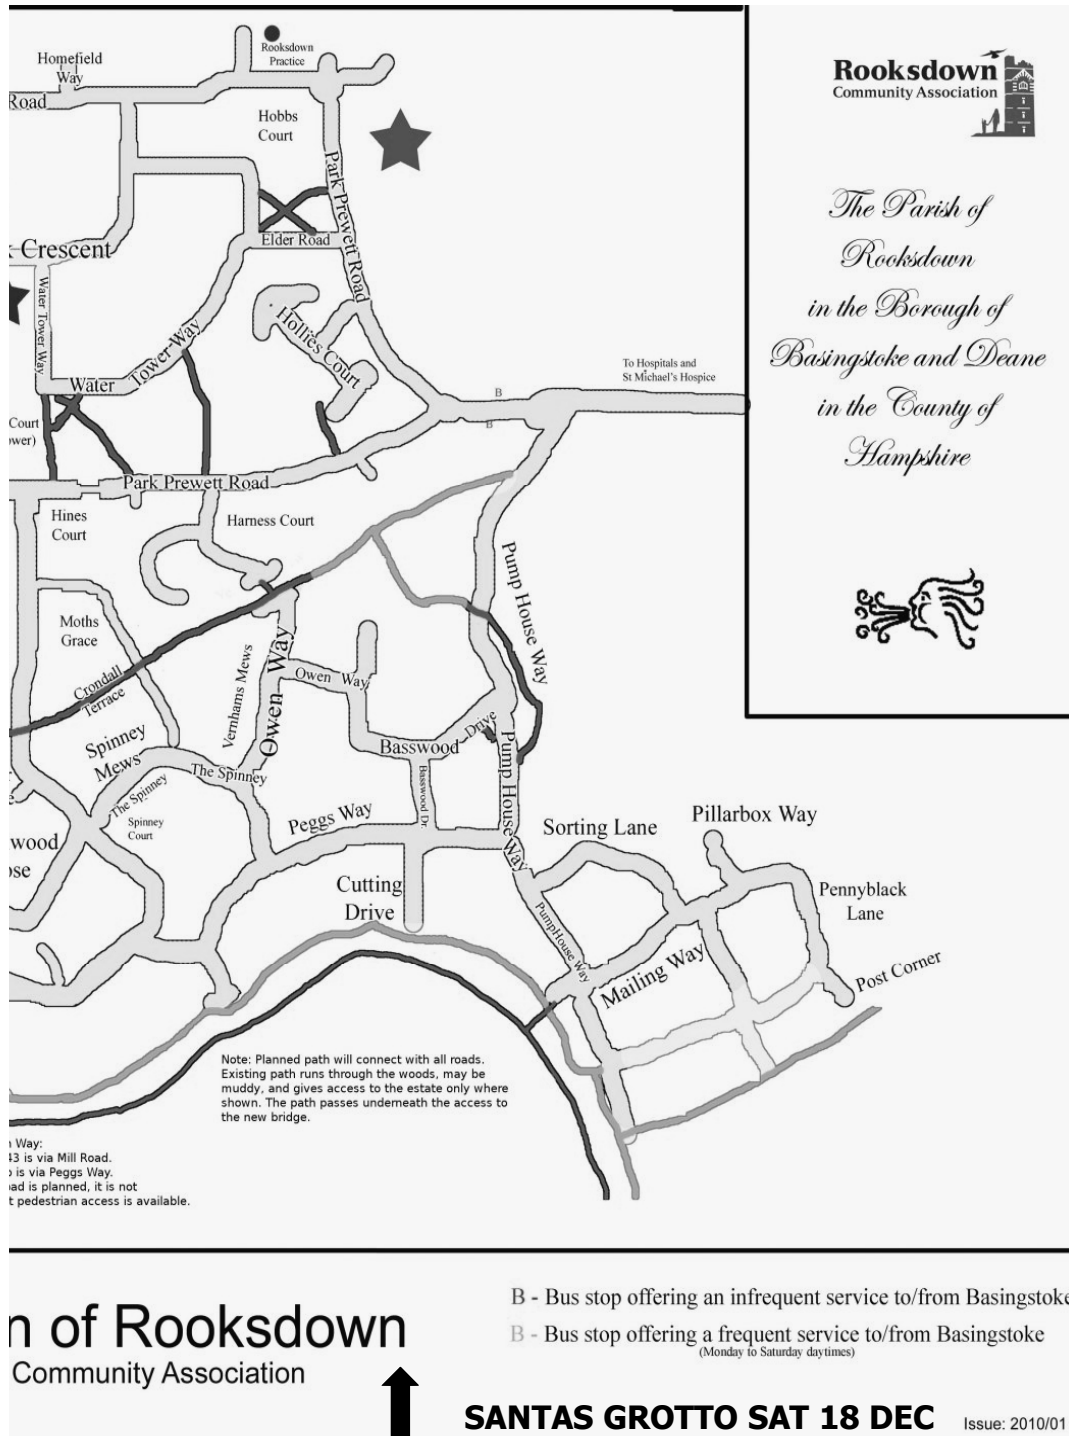 Rooksdown
Practice
Homefield
Way
Road
Hobbs
Court
Park Prewett Road
Elder Road
Crescent
Water Tower Way
Hollies Court
Water
Tower Way
Court
To Hospitals and
St Michael's Hospice
B
B
Park Prewett Road
Hines
Court
Harness Court
Pump House Way
Moths
Grace
Crondall
Terrace
Vernhams Mews
Owen Way
Owen Way
Spinney
Mews
The Spinney
The Spinney
Spinney
Court
Basswood
Drive
Basswood Dr.
Pump House Way
Peggs Way
Cutting
Drive
Sorting Lane
Pillarbox Way
Pennyblack
Lane
PumpHouse Way
Mailing Way
Post Corner
Note: Planned path will connect with all roads.
Existing path runs through the woods, may be
muddy, and gives access to the estate only where
shown. The path passes underneath the access to
the new bridge.
Way:
43 is via Mill Road.
is via Peggs Way.
is planned, it is not
pedestrian access is available.
Rooksdown
Community Association
The Parish of
Rooksdown
in the Borough of
Basingstoke and Deane
in the County of
Hampshire
of Rooksdown
Community Association
B - Bus stop offering an infrequent service to/from Basingstoke
B - Bus stop offering a frequent service to/from Basingstoke
(Monday to Saturday daytimes)
SANTAS GROTTO SAT 18 DEC
Issue: 2010/01